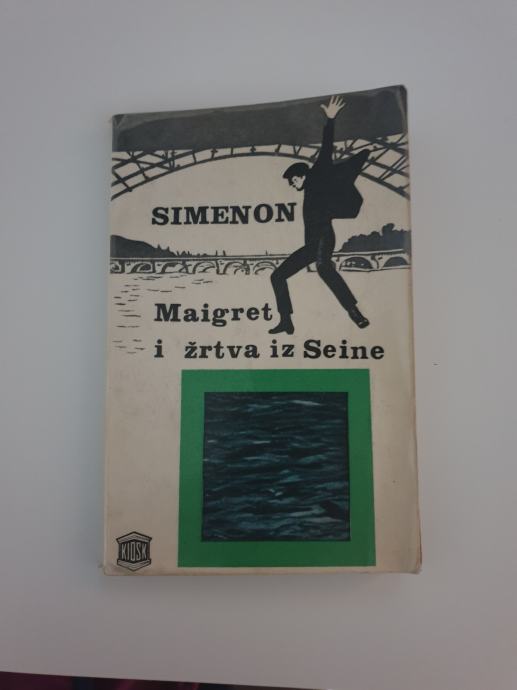 SIMENON
Maigret
i žrtva iz Seine
KIOSK